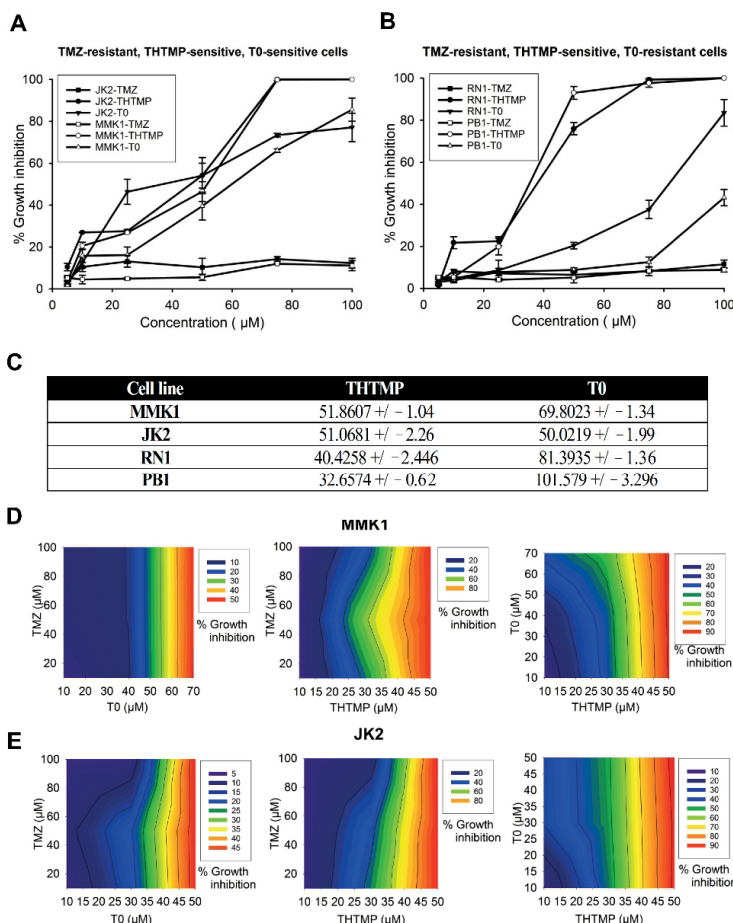 A
TMZ-resistant, THTMP-sensitive, T0-sensitive cells
% Growth inhibition
100
80
60
40
20
0
JK2-TMZ
JK2-THTMP
JK2-T0
MMK1-TMZ
MMK1-THTMP
MMK1-T0
0 20 40 60 80 100
Concentration ( µM)
B
TMZ-resistant, THTMP-sensitive, T0-resistant cells
% Growth inhibition
100
80
60
40
20
0
RN1-TMZ
RN1-THTMP
RN1-T0
PB1-TMZ
PB1-THTMP
PB1-T0
0 20 40 60 80 100
Concentration ( µM)
C
Cell line THTMP T0
MMK1 51.8607 +/ −1.04 69.8023 +/ −1.34
JK2 51.0681 +/ −2.26 50.0219 +/ −1.99
RN1 40.4258 +/ −2.446 81.3935 +/ −1.36
PB1 32.6574 +/ −0.62 101.579 +/ −3.296
D
MMK1
TMZ (µM)
100
80
60
40
20
10 20 30 40 50 60 70
T0 (µM)
10
20
30
40
50
% Growth
inhibition
TMZ (µM)
100
80
60
40
20
10 15 20 25 30 35 40 45 50
THTMP (µM)
20
40
60
80
% Growth
inhibition
T0 (µM)
70
60
50
40
30
20
10
10 15 20 25 30 35 40 45 50
THTMP (µM)
20
30
40
50
60
70
80
90
% Growth
inhibition
E
JK2
TMZ (µM)
100
80
60
40
20
10 15 20 25 30 35 40 45 50
T0 (µM)
5
10
15
20
25
30
35
40
45
% Growth
inhibition
TMZ (µM)
100
80
60
40
20
10 15 20 25 30 35 40 45 50
THTMP (µM)
20
40
60
80
% Growth
inhibition
T0 (µM)
50
45
40
35
30
25
20
15
10
10 15 20 25 30 35 40 45 50
THTMP (µM)
10
20
30
40
50
60
70
80
90
% Growth
inhibition